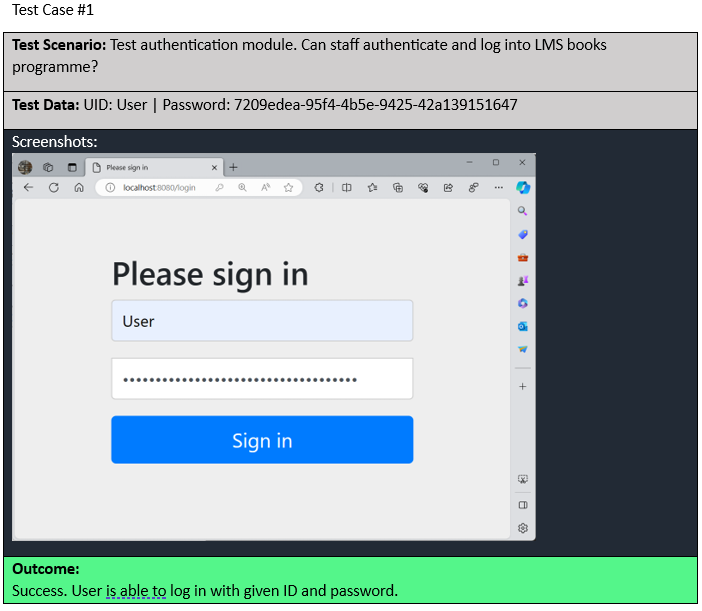 Test Case #1
Test Scenario: Test authentication module. Can staff authenticate and log into LMS books
programme?
Test Data: UID: User | Password: 7209edea-95f4-4b5e-9425-42a139151647
Screenshots:
Please sign in
localhost:8080/login
Please sign in
User
••••••••••••••••••••••••••••••••••••
Sign in
Outcome:
Success. User is able to log in with given ID and password.